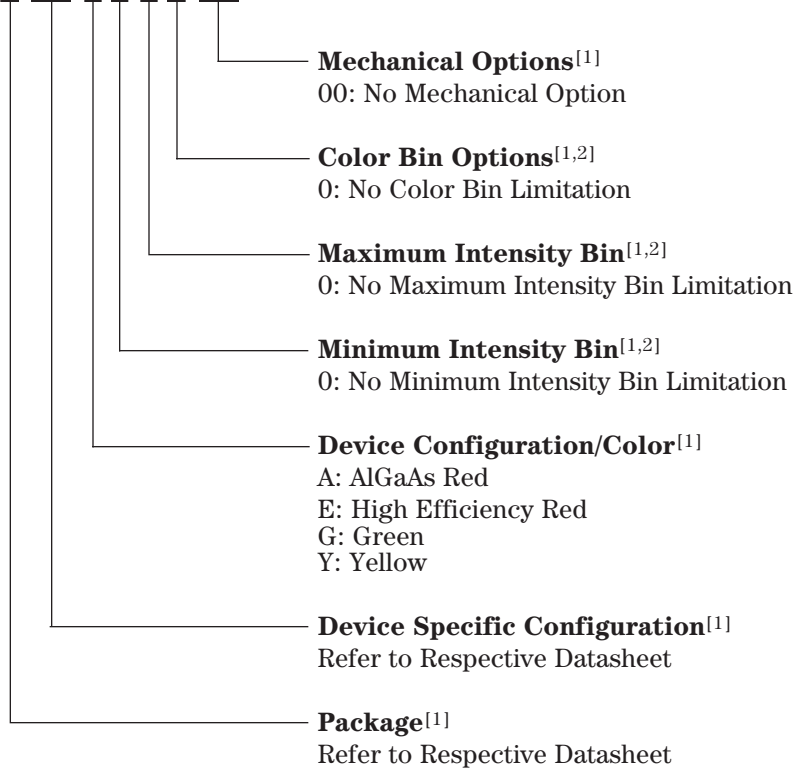 Mechanical Options[1]
00: No Mechanical Option
Color Bin Options[1,2]
0: No Color Bin Limitation
Maximum Intensity Bin[1,2]
0: No Maximum Intensity Bin Limitation
Minimum Intensity Bin[1,2]
0: No Minimum Intensity Bin Limitation
Device Configuration/Color[1]
A: AlGaAs Red
E: High Efficiency Red
G: Green
Y: Yellow
Device Specific Configuration[1]
Refer to Respective Datasheet
Package[1]
Refer to Respective Datasheet